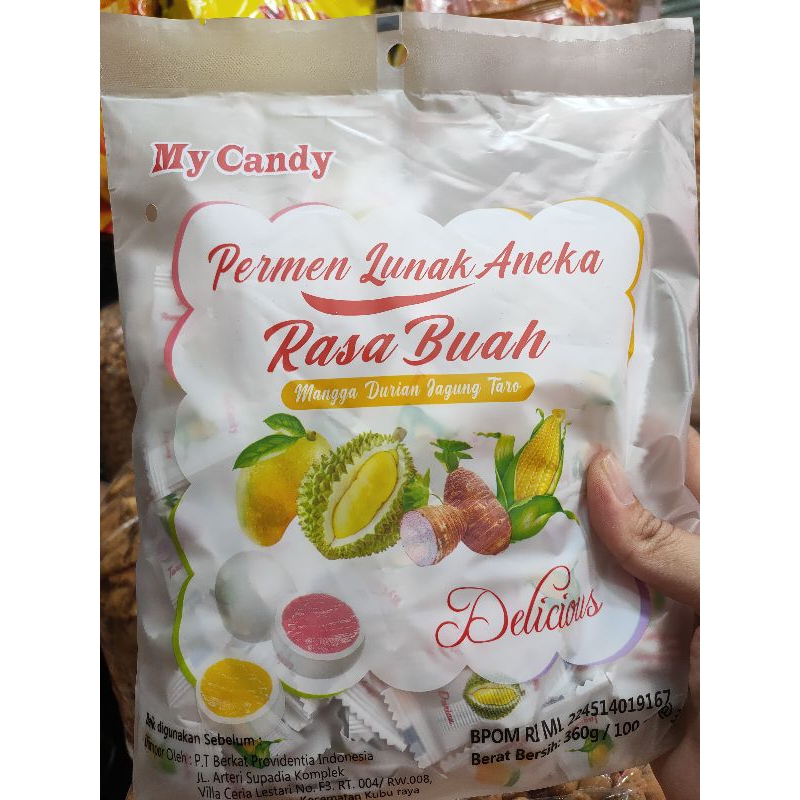 My Candy
Permen Lunak Aneka
Rasa Buah
Mangga Durian Jagung Taro
Delicious
Durian
digunakan Sebelum :
Oleh : P.T Berkat Providentia Indonesia
JL. Arteri Supadia Komplek
Villa Ceria Lestari No. F3. RT. 004/ RW.008,
Kecamatan Kubu raya
BPOM RI ML 224514019167
Berat Bersih: 360g / 100